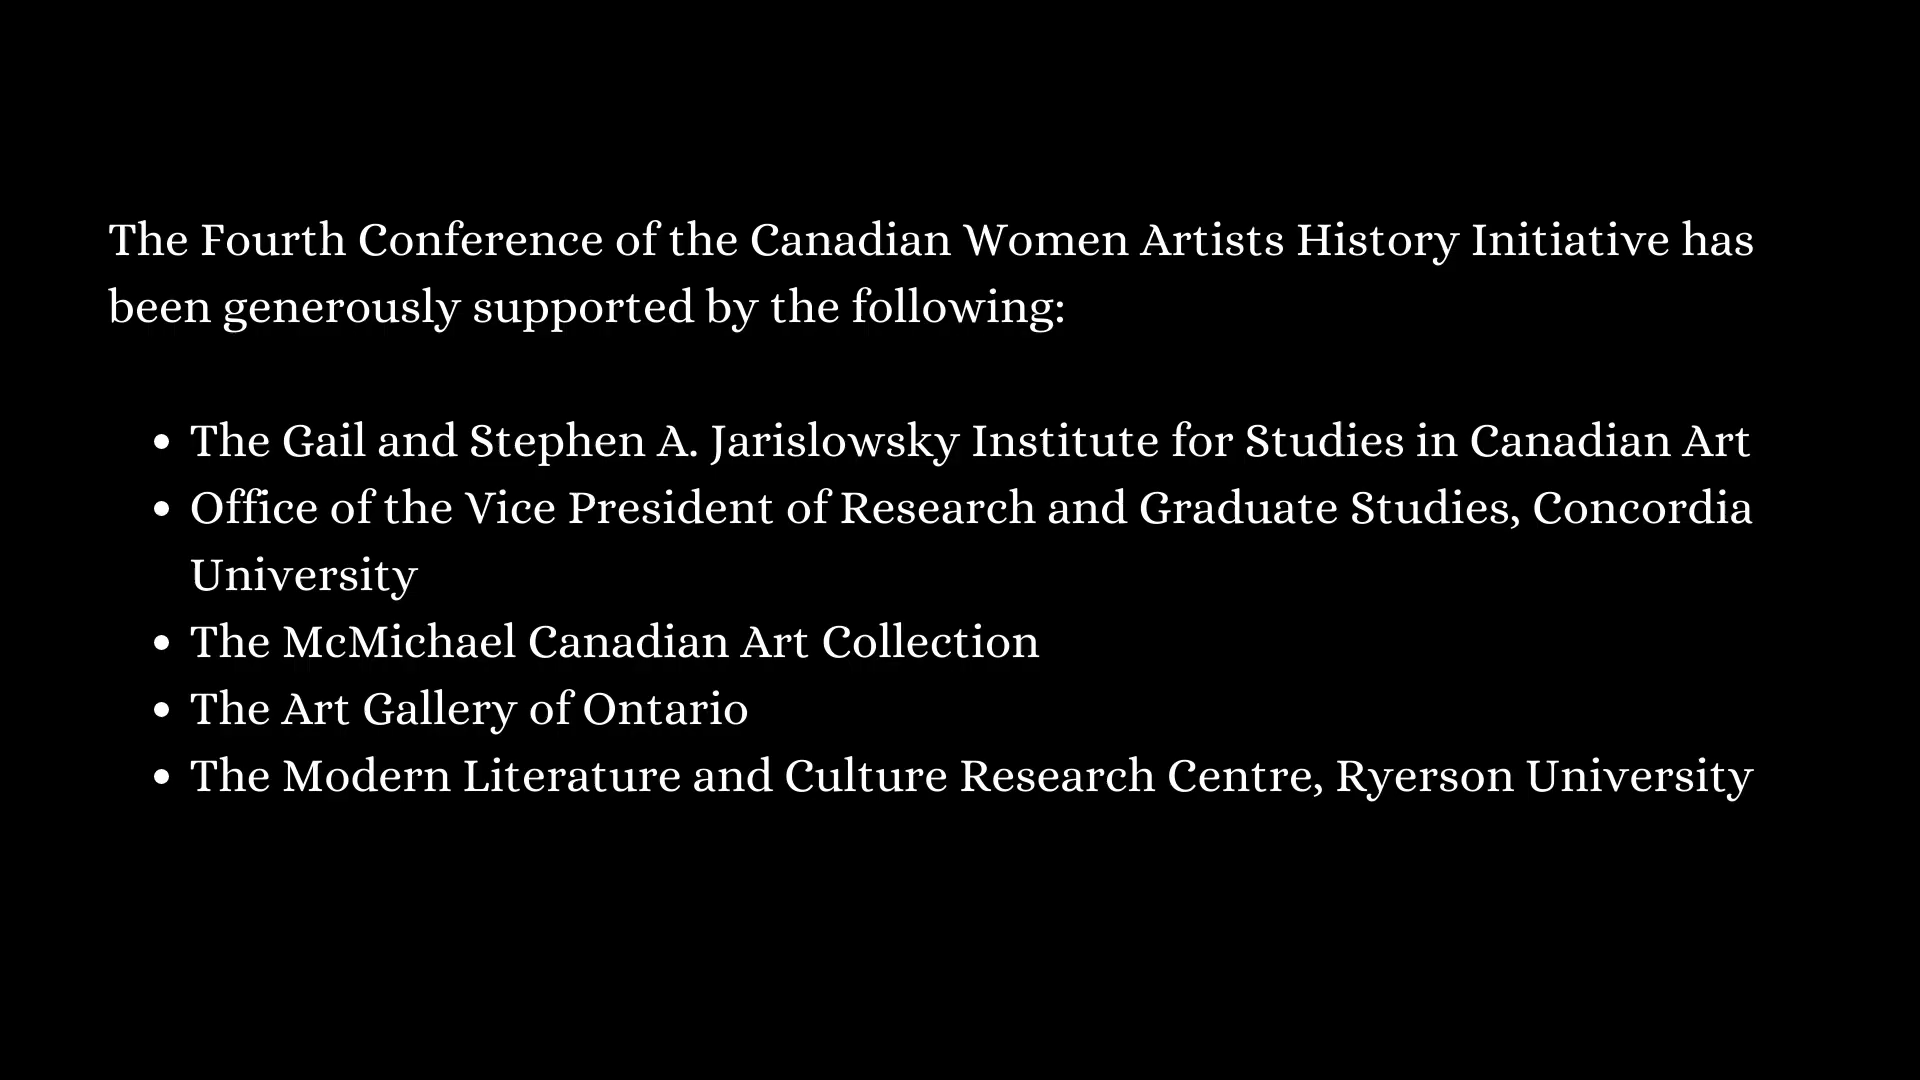 The Fourth Conference of the Canadian Women Artists History Initiative has
been generously supported by the following:
• The Gail and Stephen A. Jarislowsky Institute for Studies in Canadian Art
• Office of the Vice President of Research and Graduate Studies, Concordia
University
• The McMichael Canadian Art Collection
• The Art Gallery of Ontario
• The Modern Literature and Culture Research Centre, Ryerson University